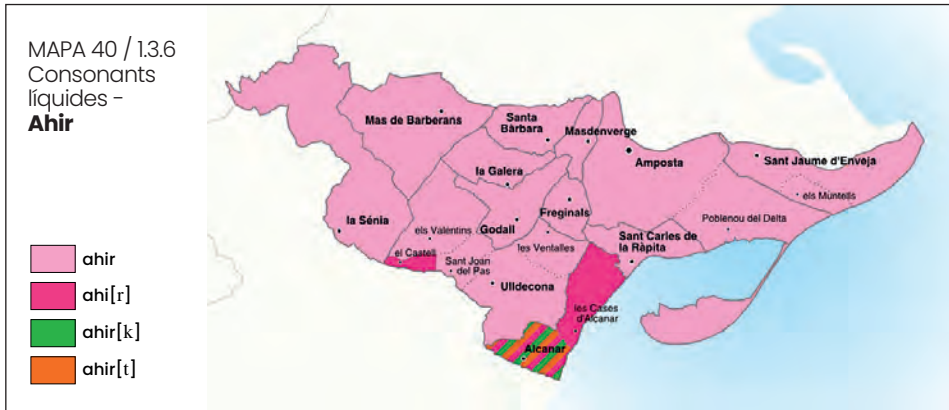 MAPA 40 / 1.3.6
Consonants
líquides -
Ahir
ahir
ahi[r]
ahir[k]
ahir[t]
Mas de Barberans
Santa
Bàrbara
Masdenverge
Amposta
Sant Jaume d'Enveja
els Muntells
la Galera
la Sénia
els Valentins
Godall
Freginals
Poblenou del Delta
Sant Carles de
la Ràpita
les Ventalles
el Castell
Sant Joan
del Pas
Ulldecona
les Cases
d'Alcanar
Alcanar